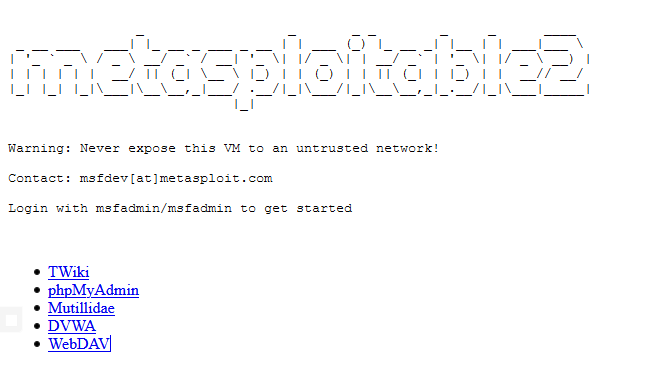 metasploitable2
Warning: Never expose this VM to an untrusted network!
Contact: msfdev[at]metasploit.com
Login with msfadmin/msfadmin to get started
TWiki
phpMyAdmin
Mutillidae
DVWA
WebDAV